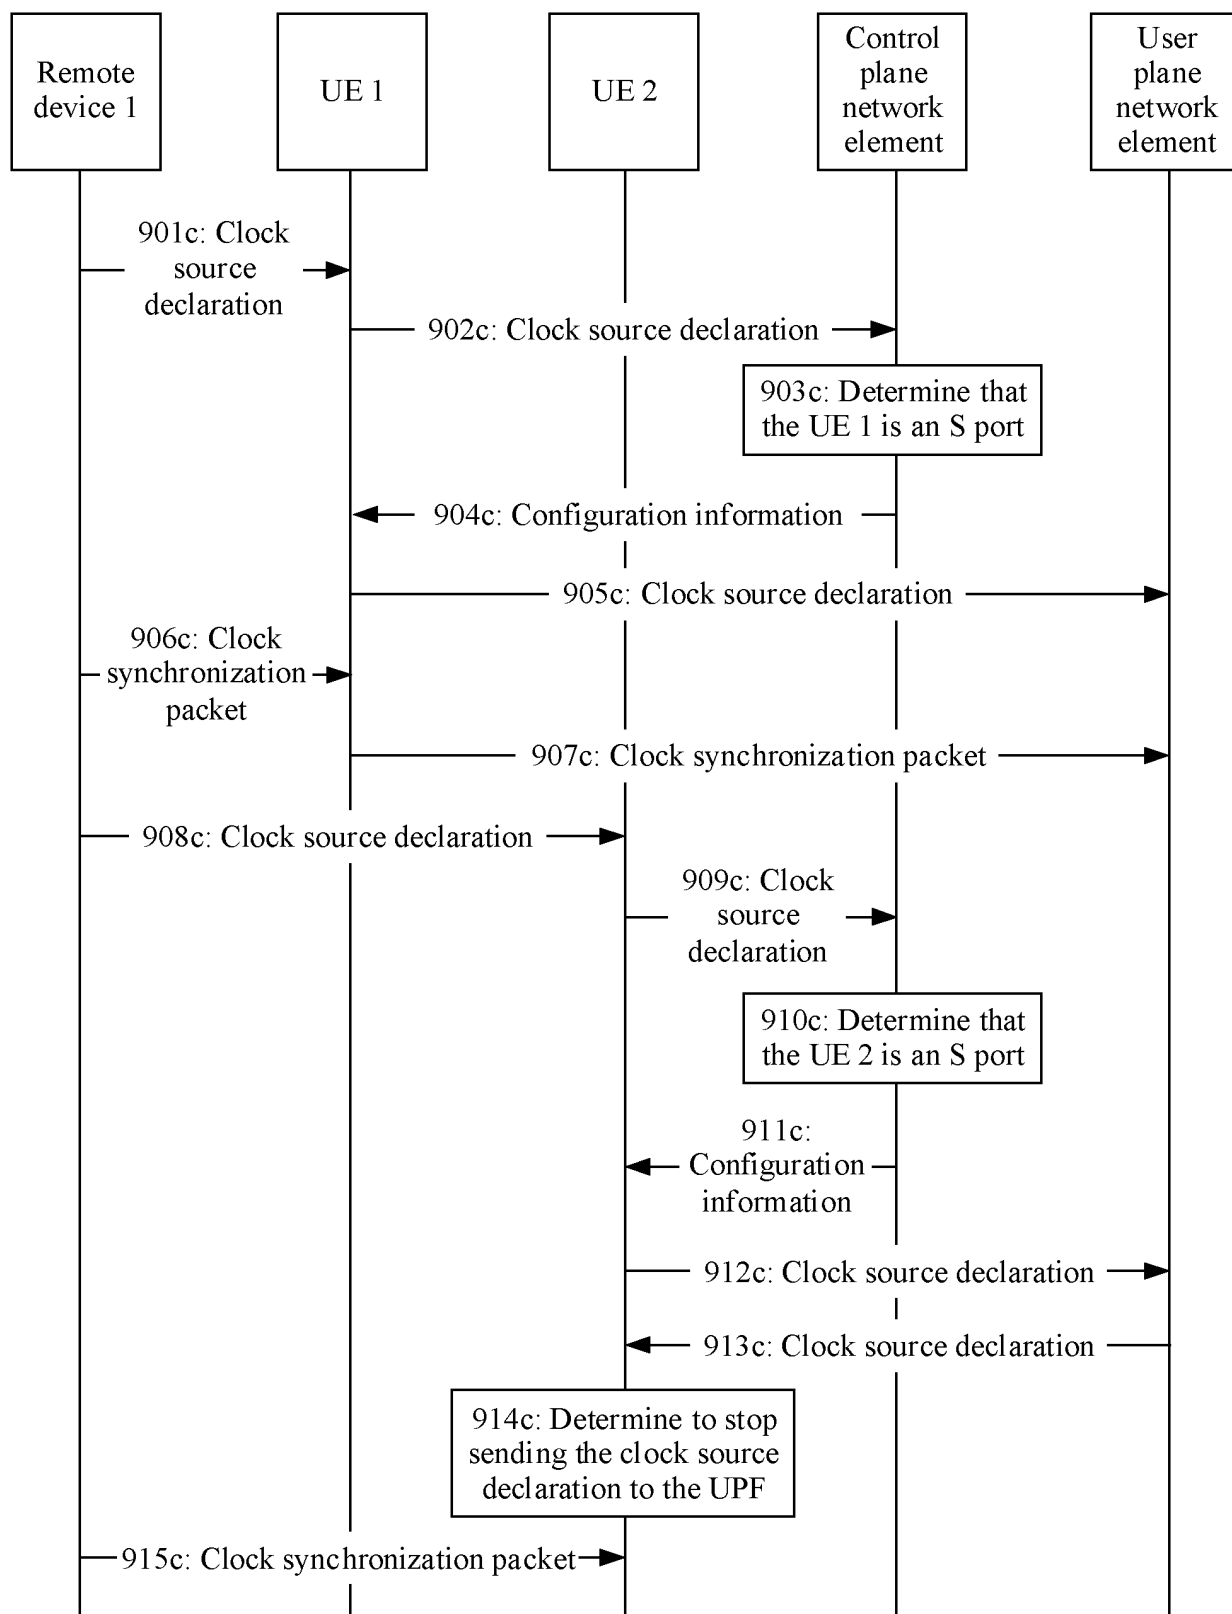 Remote
device 1
UE 1
UE 2
Control
plane
network
element
User
plane
network
element
901c: Clock
source
declaration
902c: Clock source declaration
903c: Determine that
the UE 1 is an S port
904c: Configuration information
905c: Clock source declaration
906c: Clock
synchronization
packet
907c: Clock synchronization packet
908c: Clock source declaration
909c: Clock
source
declaration
910c: Determine that
the UE 2 is an S port
911c:
Configuration
information
912c: Clock source declaration
913c: Clock source declaration
914c: Determine to stop
sending the clock source
declaration to the UPF
915c: Clock synchronization packet